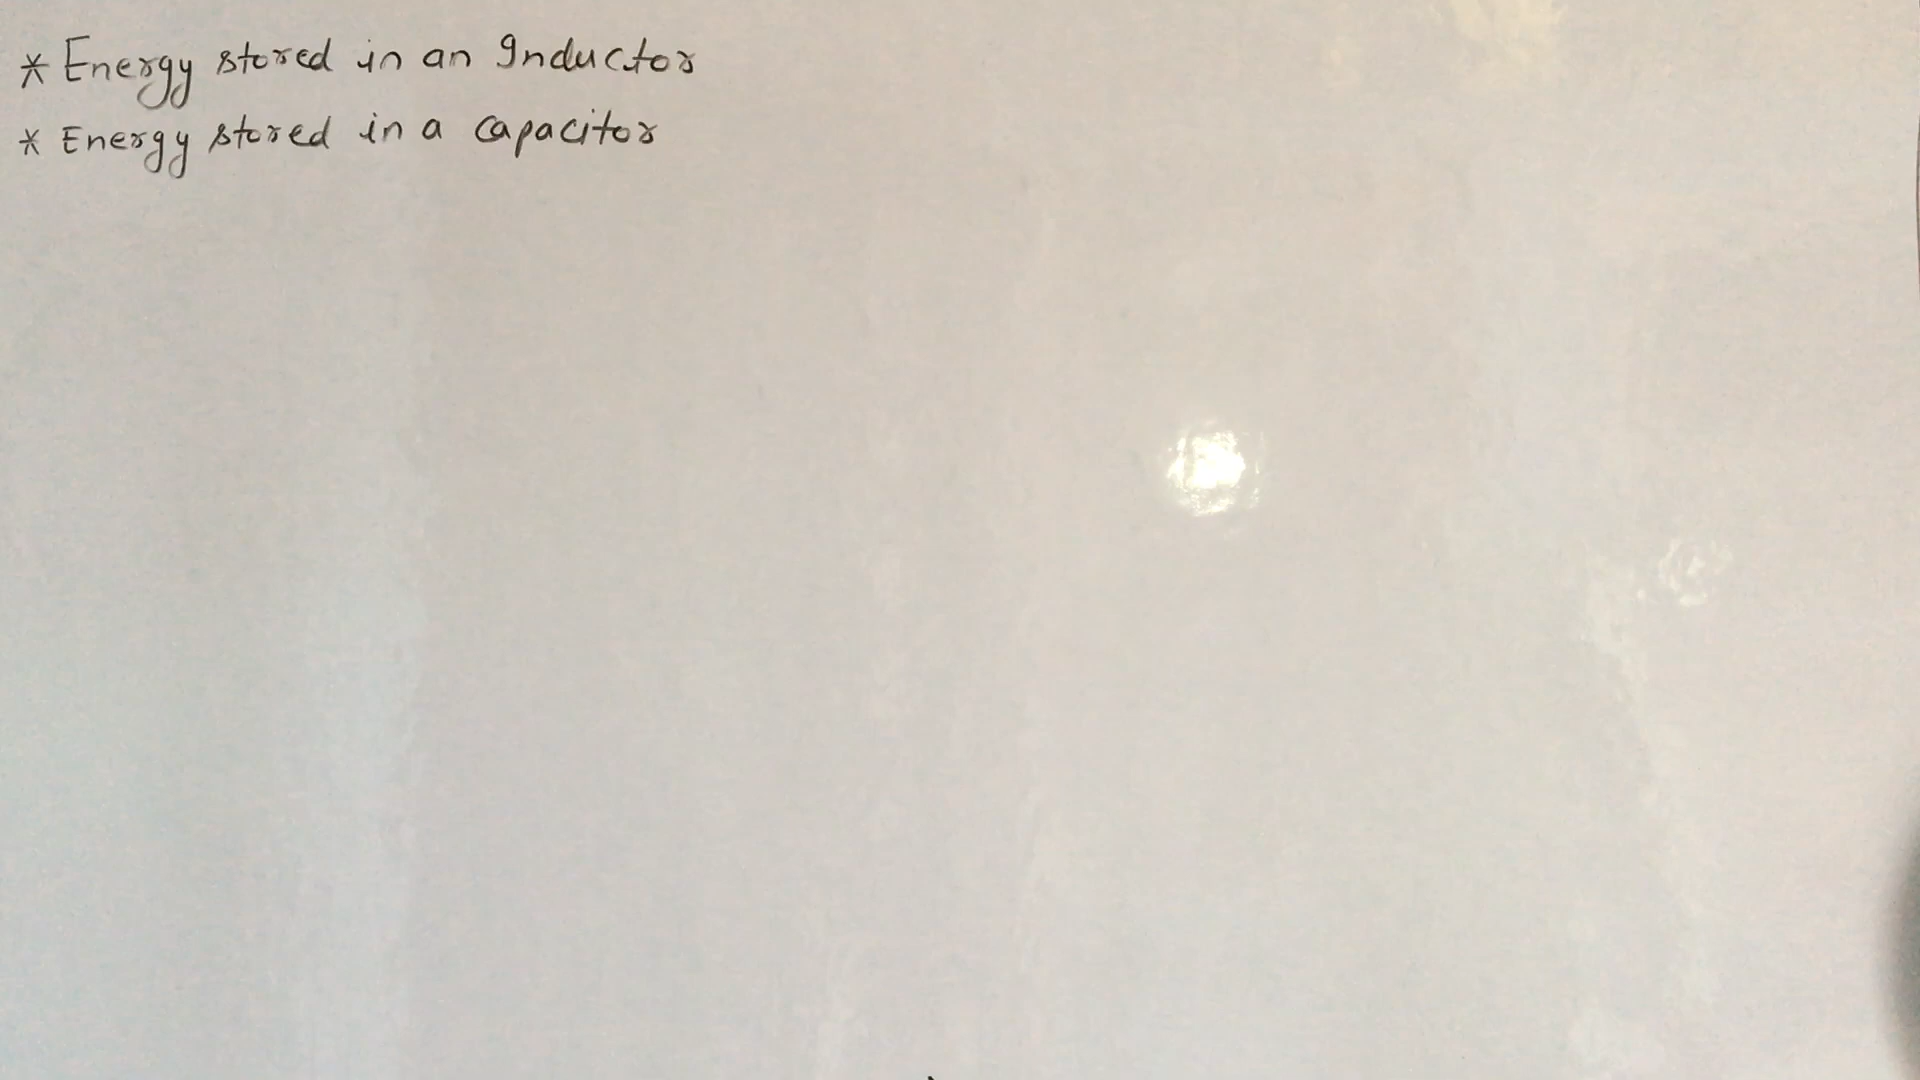 * Energy stored in an Inductor
* Energy stored in a capacitor